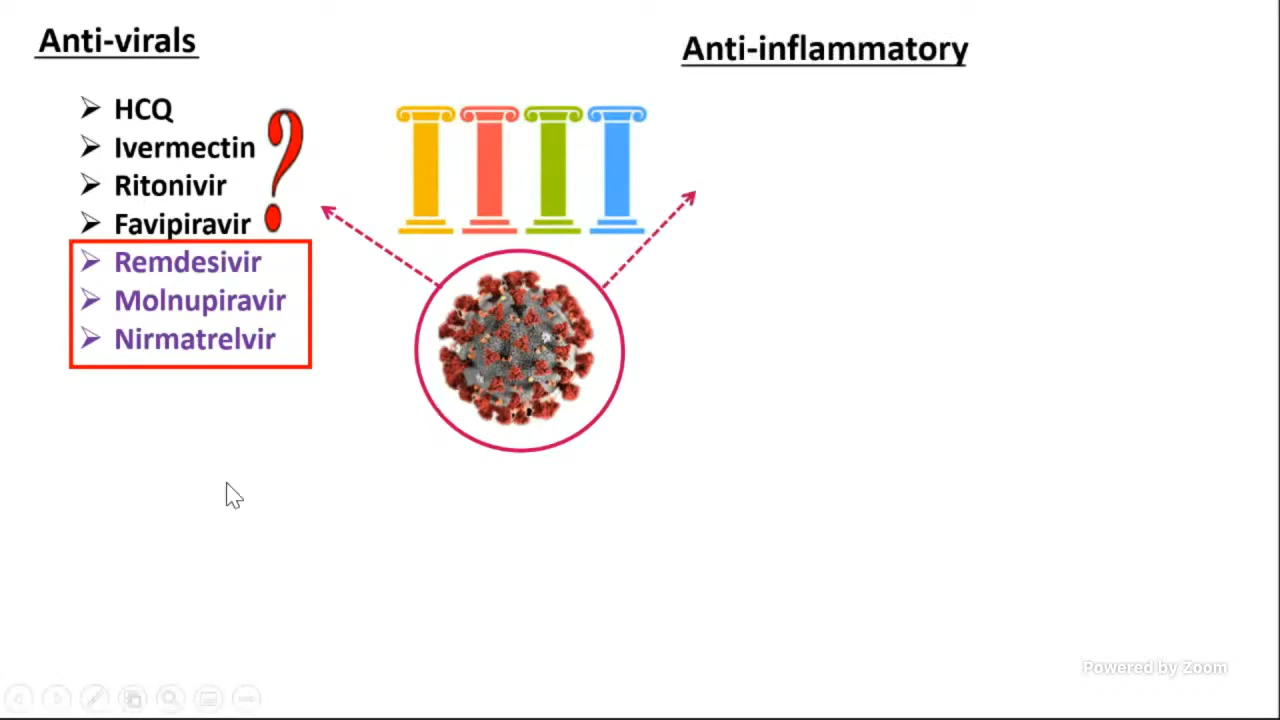 Anti-virals
HCQ
Ivermectin
Ritonivir
Favipiravir
?
Remdesivir
Molnupiravir
Nirmatrelvir
Anti-inflammatory
Powered by Zoom